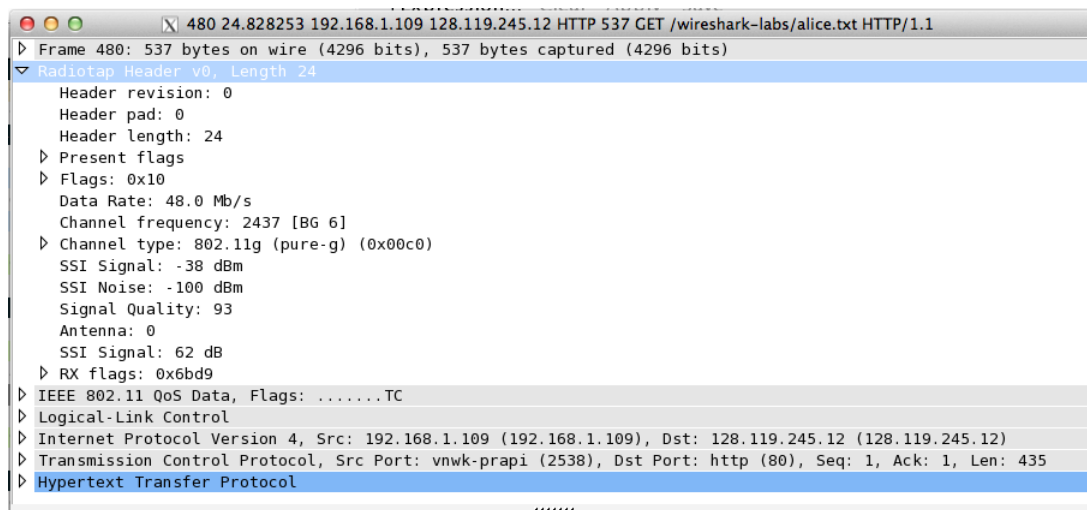 480 24.828253 192.168.1.109 128.119.245.12 HTTP 537 GET /wireshark-labs/alice.txt HTTP/1.1
Frame 480: 537 bytes on wire (4296 bits), 537 bytes captured (4296 bits)
Radiotap Header v0, Length 24
Header revision: 0
Header pad: 0
Header length: 24
Present flags
Flags: 0x10
Data Rate: 48.0 Mb/s
Channel frequency: 2437 [BG 6]
Channel type: 802.11g (pure-g) (0x00c0)
SSI Signal: -38 dBm
SSI Noise: -100 dBm
Signal Quality: 93
Antenna: 0
SSI Signal: 62 dB
RX flags: 0x6bd9
IEEE 802.11 QoS Data, Flags: .......TC
Logical-Link Control
Internet Protocol Version 4, Src: 192.168.1.109 (192.168.1.109), Dst: 128.119.245.12 (128.119.245.12)
Transmission Control Protocol, Src Port: vnwk-prapi (2538), Dst Port: http (80), Seq: 1, Ack: 1, Len: 435
Hypertext Transfer Protocol